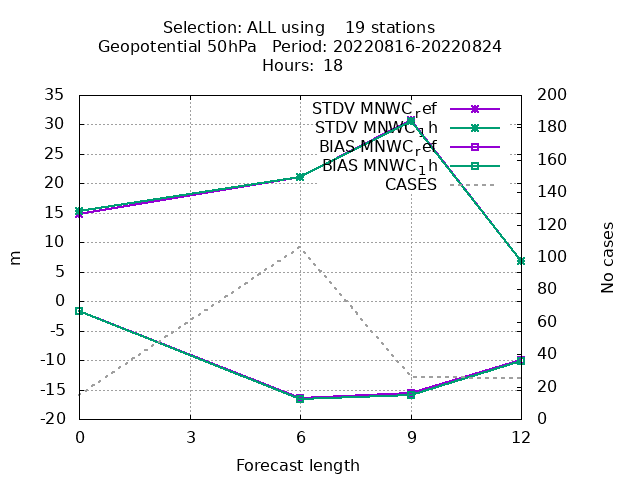 Selection: ALL using    19 stations
Geopotential 50hPa   Period: 20220816-20220824
Hours: 18
STDV MNWC_ref
STDV MNWC_1h
BIAS MNWC_ref
BIAS MNWC_1h
CASES
35
30
25
20
15
10
5
0
-5
-10
-15
-20
m
200
180
160
140
120
100
80
60
40
20
0
No cases
0 3 6 9 12
Forecast length